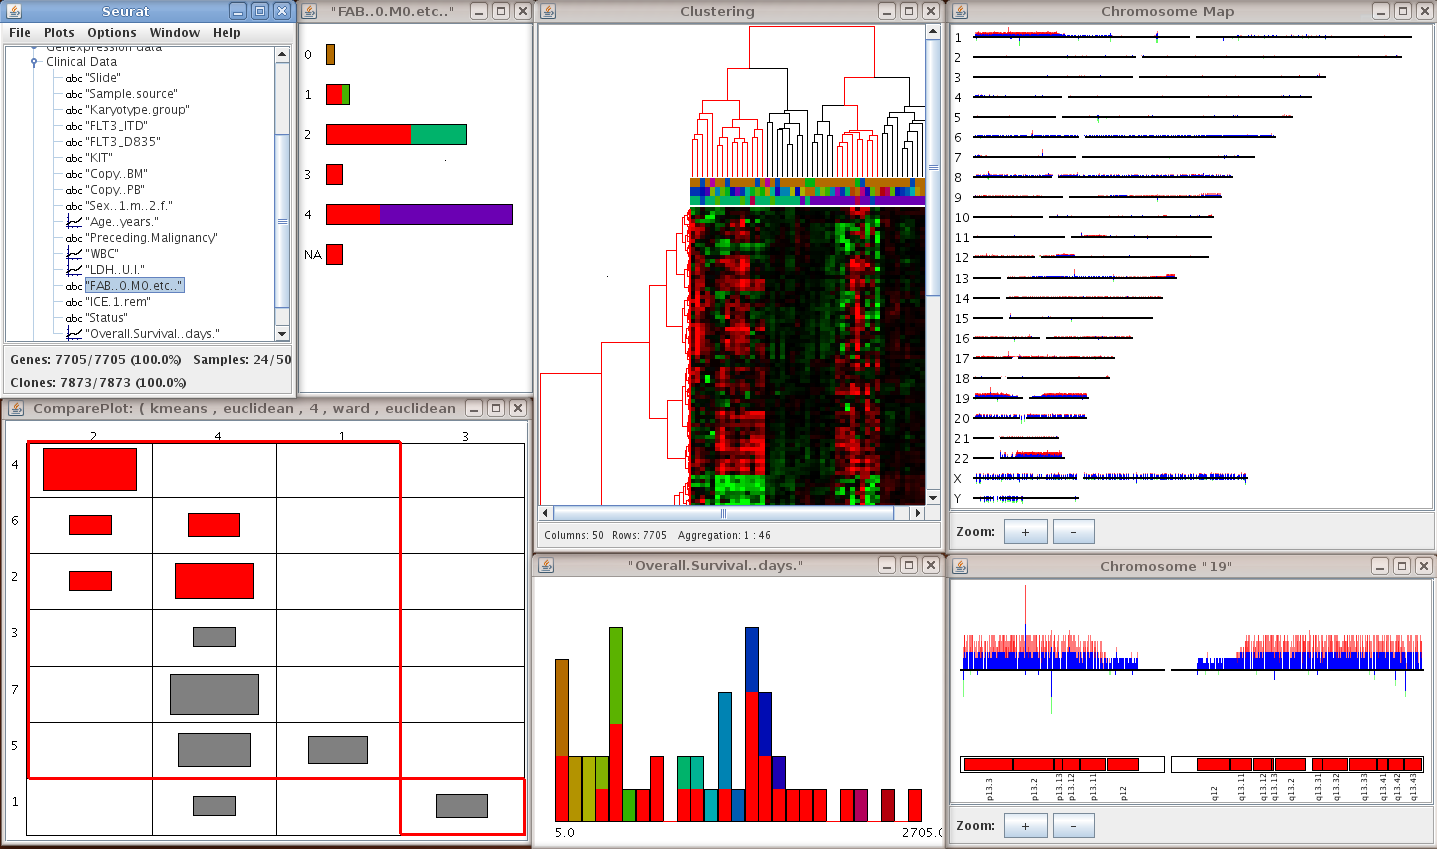 Seurat
File Plots Options Window Help
Genexpression data
Clinical Data
abc "Slide"
abc "Sample.source"
abc "Karyotype.group"
abc "FLT3_ITD"
abc "FLT3_D835"
abc "KIT"
abc "Copy..BM"
abc "Copy..PB"
abc "Sex..1.m..2.f."
"Age..years."
abc "Preceding.Malignancy"
"WBC"
"LDH..U.l."
abc "FAB..0.M0.etc.."
abc "ICE.1.rem"
abc "Status"
"Overall.Survival..days."
Genes: 7705/7705 (100.0%) Samples: 24/50
Clones: 7873/7873 (100.0%)
"FAB..0.M0.etc.."
0
1
2
3
4
NA
Clustering
Columns: 50 Rows: 7705 Aggregation: 1 : 46
Chromosome Map
1
2
3
4
5
6
7
8
9
10
11
12
13
14
15
16
17
18
19
20
21
22
X
Y
Zoom: + -
ComparePlot: ( kmeans , euclidean , 4 , ward , euclidean
2 4 1 3
4
6
2
3
7
5
1
"Overall.Survival..days."
5.0 2705.0
Chromosome "19"
p13.3 p13.2 p13.13 p13.12 p13.11 p12 q12 q13.11 q13.12 q13.13 q13.2 q13.31 q13.32 q13.33 q13.41 q13.42 q13.43
Zoom: + -